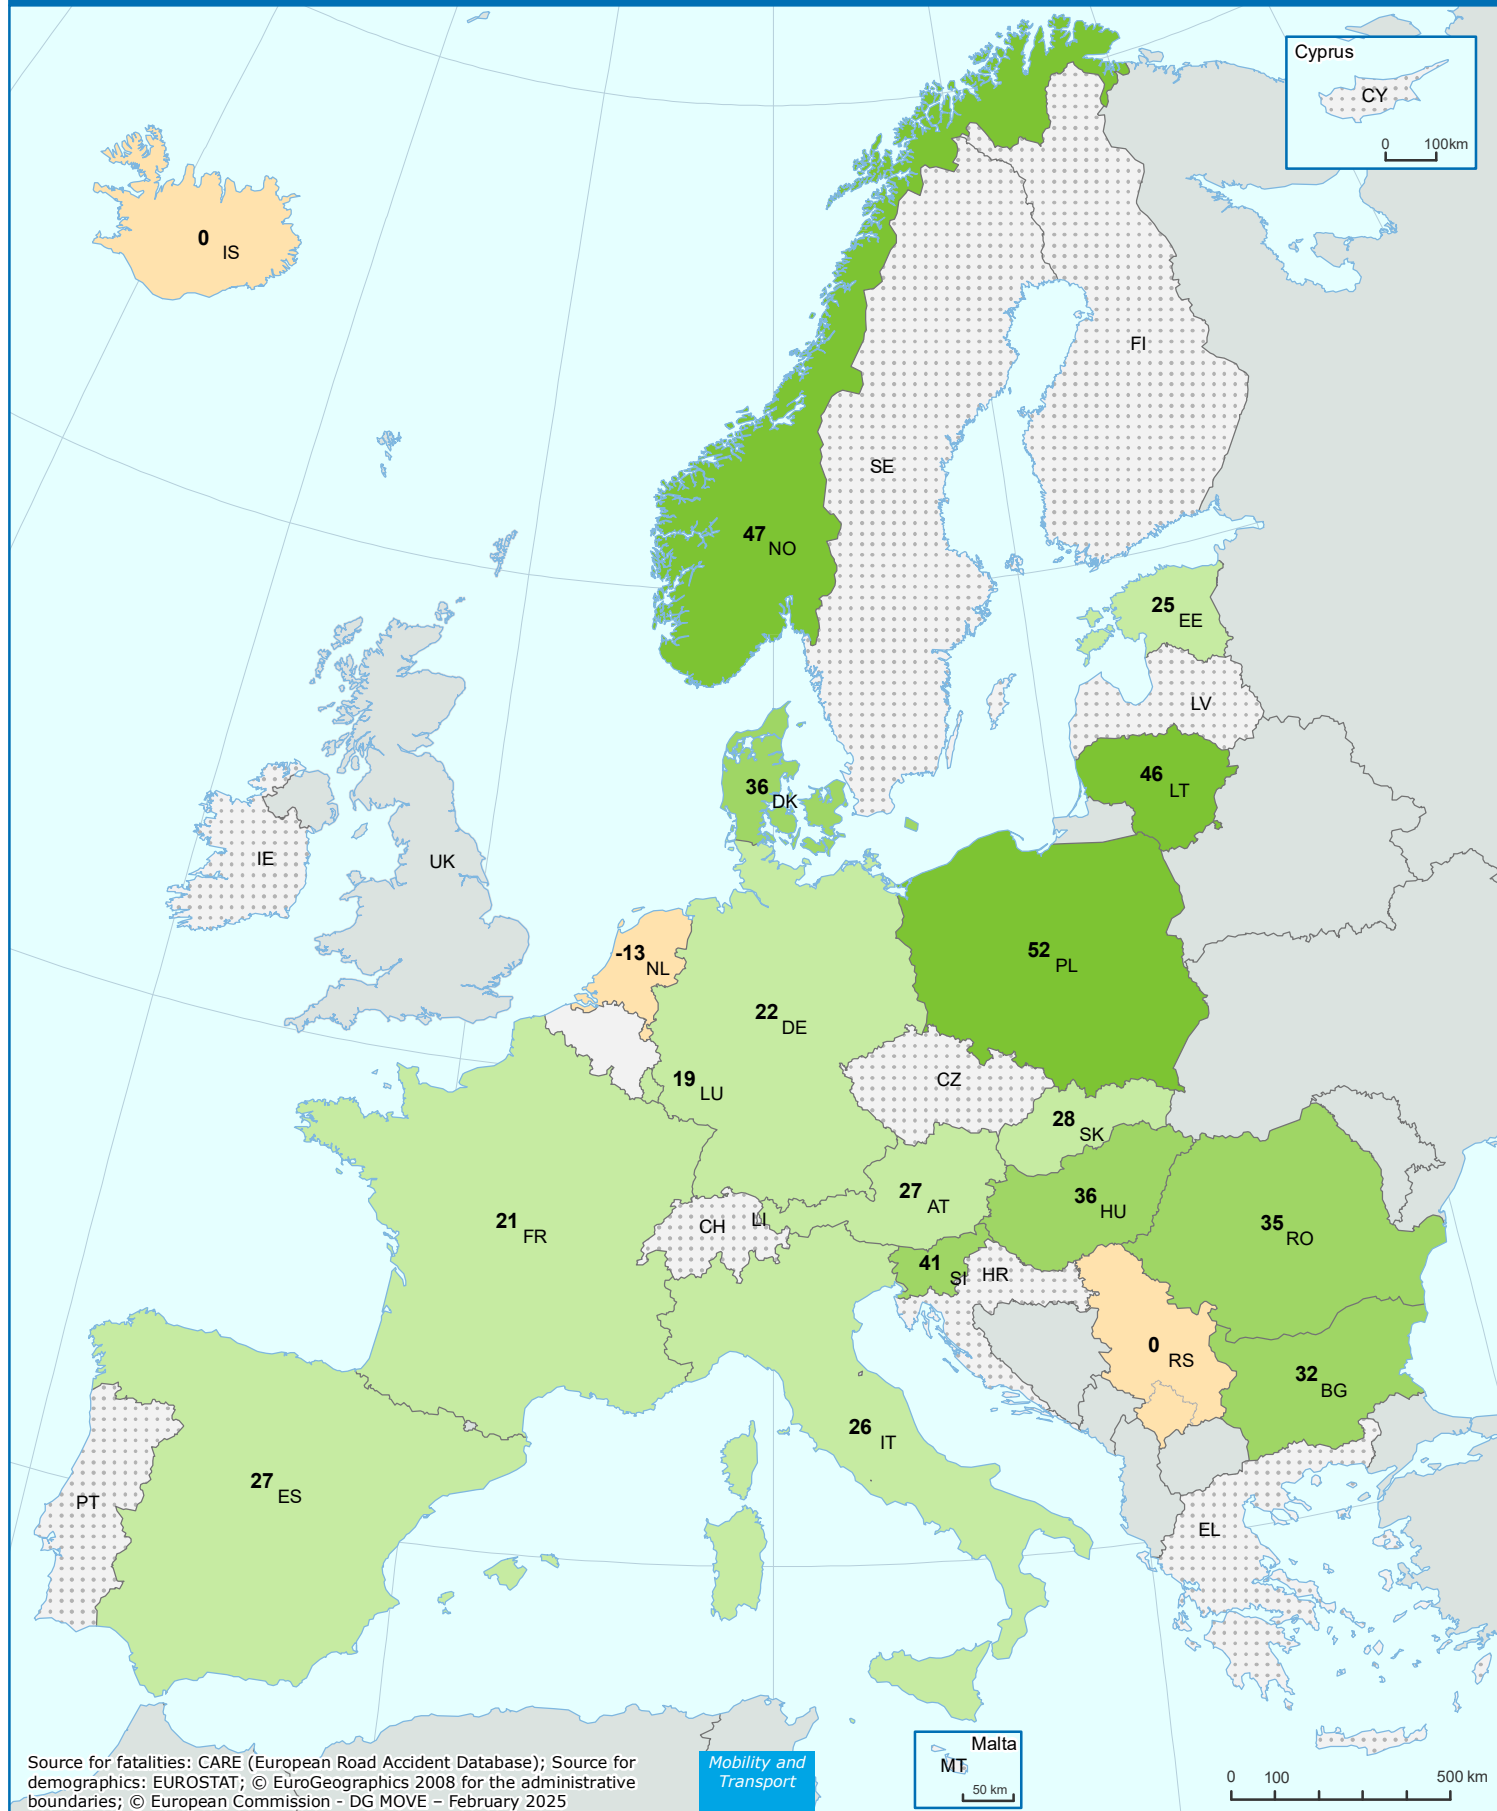 Cyprus
CY
0 100km
0 IS
FI
SE
47 NO
25 EE
LV
46 LT
36 DK
IE
UK
-13 NL
52 PL
22 DE
CZ
19 LU
28 SK
27 AT
36 HU
35 RO
21 FR
CH
LI
41 SI
HR
0 RS
32 BG
26 IT
27 ES
PT
EL
Malta
MT
50 km
Source for fatalities: CARE (European Road Accident Database); Source for
demographics: EUROSTAT; © EuroGeographics 2008 for the administrative
boundaries; © European Commission - DG MOVE – February 2025
Mobility and
Transport
0 100 500 km